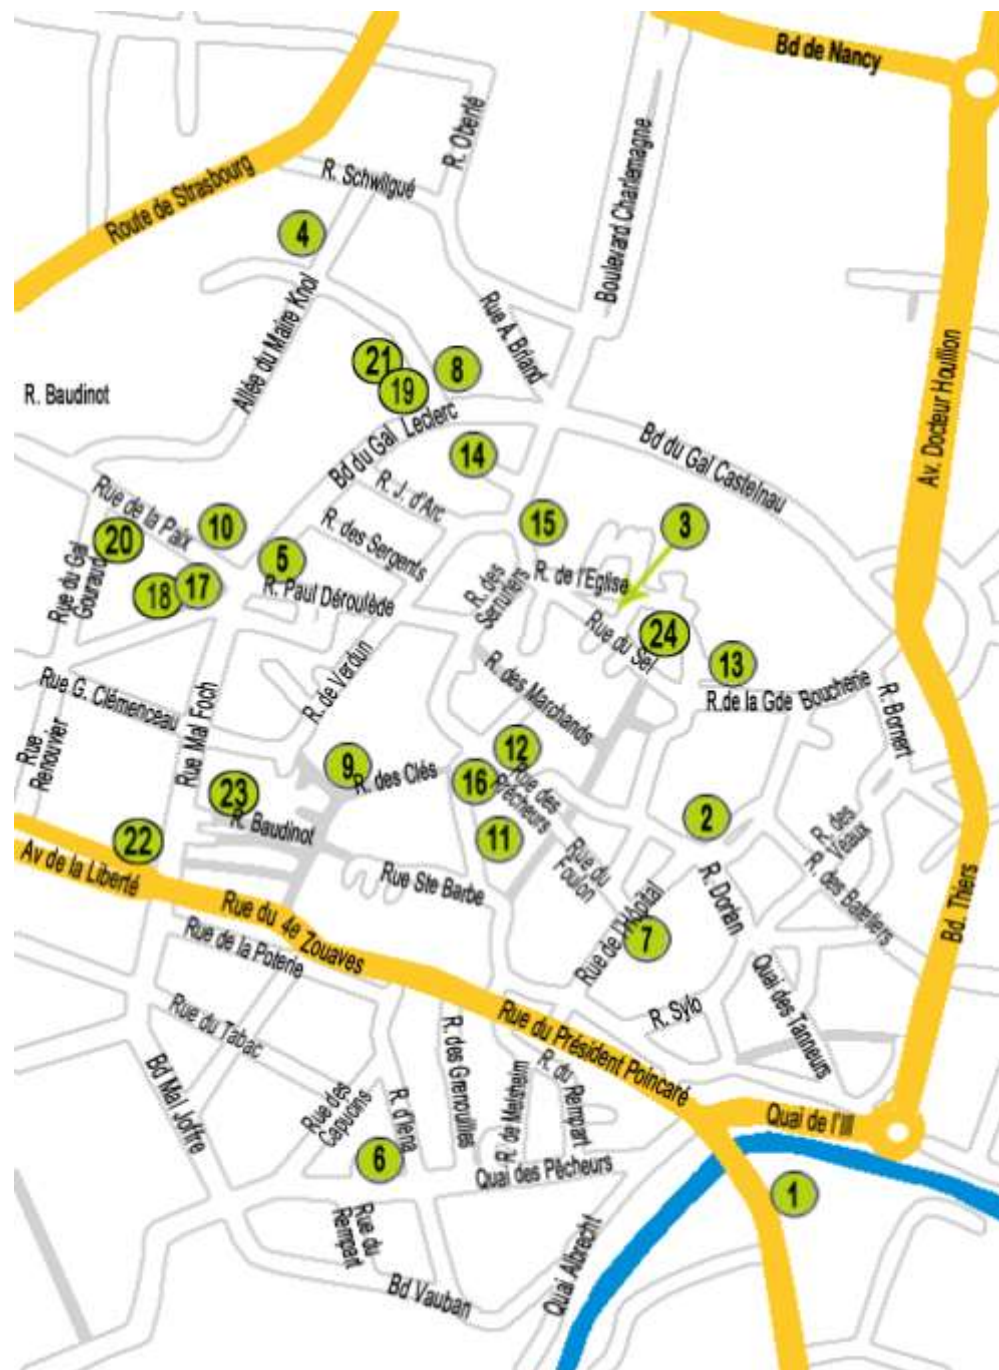 Bd de Nancy
R. Oberlé
Route de Strasbourg
R. Schwilgué
Boulevard Charlemagne
4
Allée du Maire Knol
Rue A. Briand
21
8
19
R. Baudinot
Bd du Gal Leclerc
Bd du Gal Castelnau
Av. Docteur Houllion
14
R. J. d'Arc
Rue de la Paix
10
15
3
20
R. des Sergents
5
R. de l'Eglise
Rue du Gal
Gouraud
18
17
R. Paul Déroulède
R. des
Serruriers
Rue du Sel
24
13
R. de Verdun
R. des Marchands
Rue G. Clémenceau
Rue Mal Foch
R.de la Gde Boucherie
R. Bornert
Rue
Renouvier
12
9
R. des Clés
16
Rue des
Pêcheurs
23
R. Baudinot
2
11
22
R. des
Veaux
Av de la Liberté
Rue du
Foulon
Rue Ste Barbe
R. Dorian
R. des Bateliers
Bd. Thiers
Rue du 4e Zouaves
Rue de l'Hôpital
7
Rue de la Poterie
Quai des Tanneurs
Rue du Tabac
R. Sylo
Rue du Président Poincaré
R. des Grenouilles
R. du
Rempart
R. de Melsheim
Bd Mal Joffre
Rue des
Capucins
R. d'Iena
Quai de l'Ill
6
Quai des Pêcheurs
1
Rue du
Rempart
Quai Albrecht
Bd Vauban